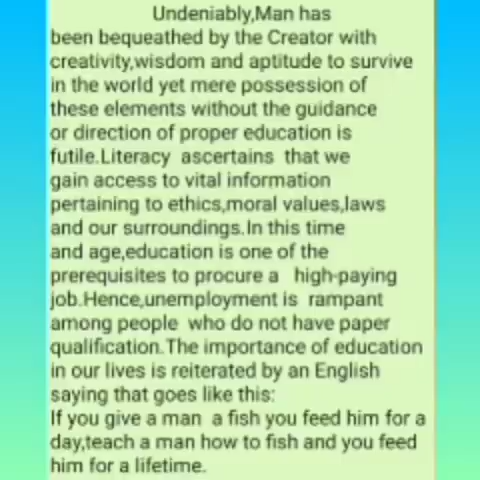 Undeniably,Man has
been bequeathed by the Creator with
creativity,wisdom and aptitude to survive
in the world yet mere possession of
these elements without the guidance
or direction of proper education is
futile.Literacy ascertains that we
gain access to vital information
pertaining to ethics,moral values,laws
and our surroundings.In this time
and age,education is one of the
prerequisites to procure a high-paying
job.Hence,unemployment is rampant
among people who do not have paper
qualification.The importance of education
in our lives is reiterated by an English
saying that goes like this:
If you give a man a fish you feed him for a
day,teach a man how to fish and you feed
him for a lifetime.